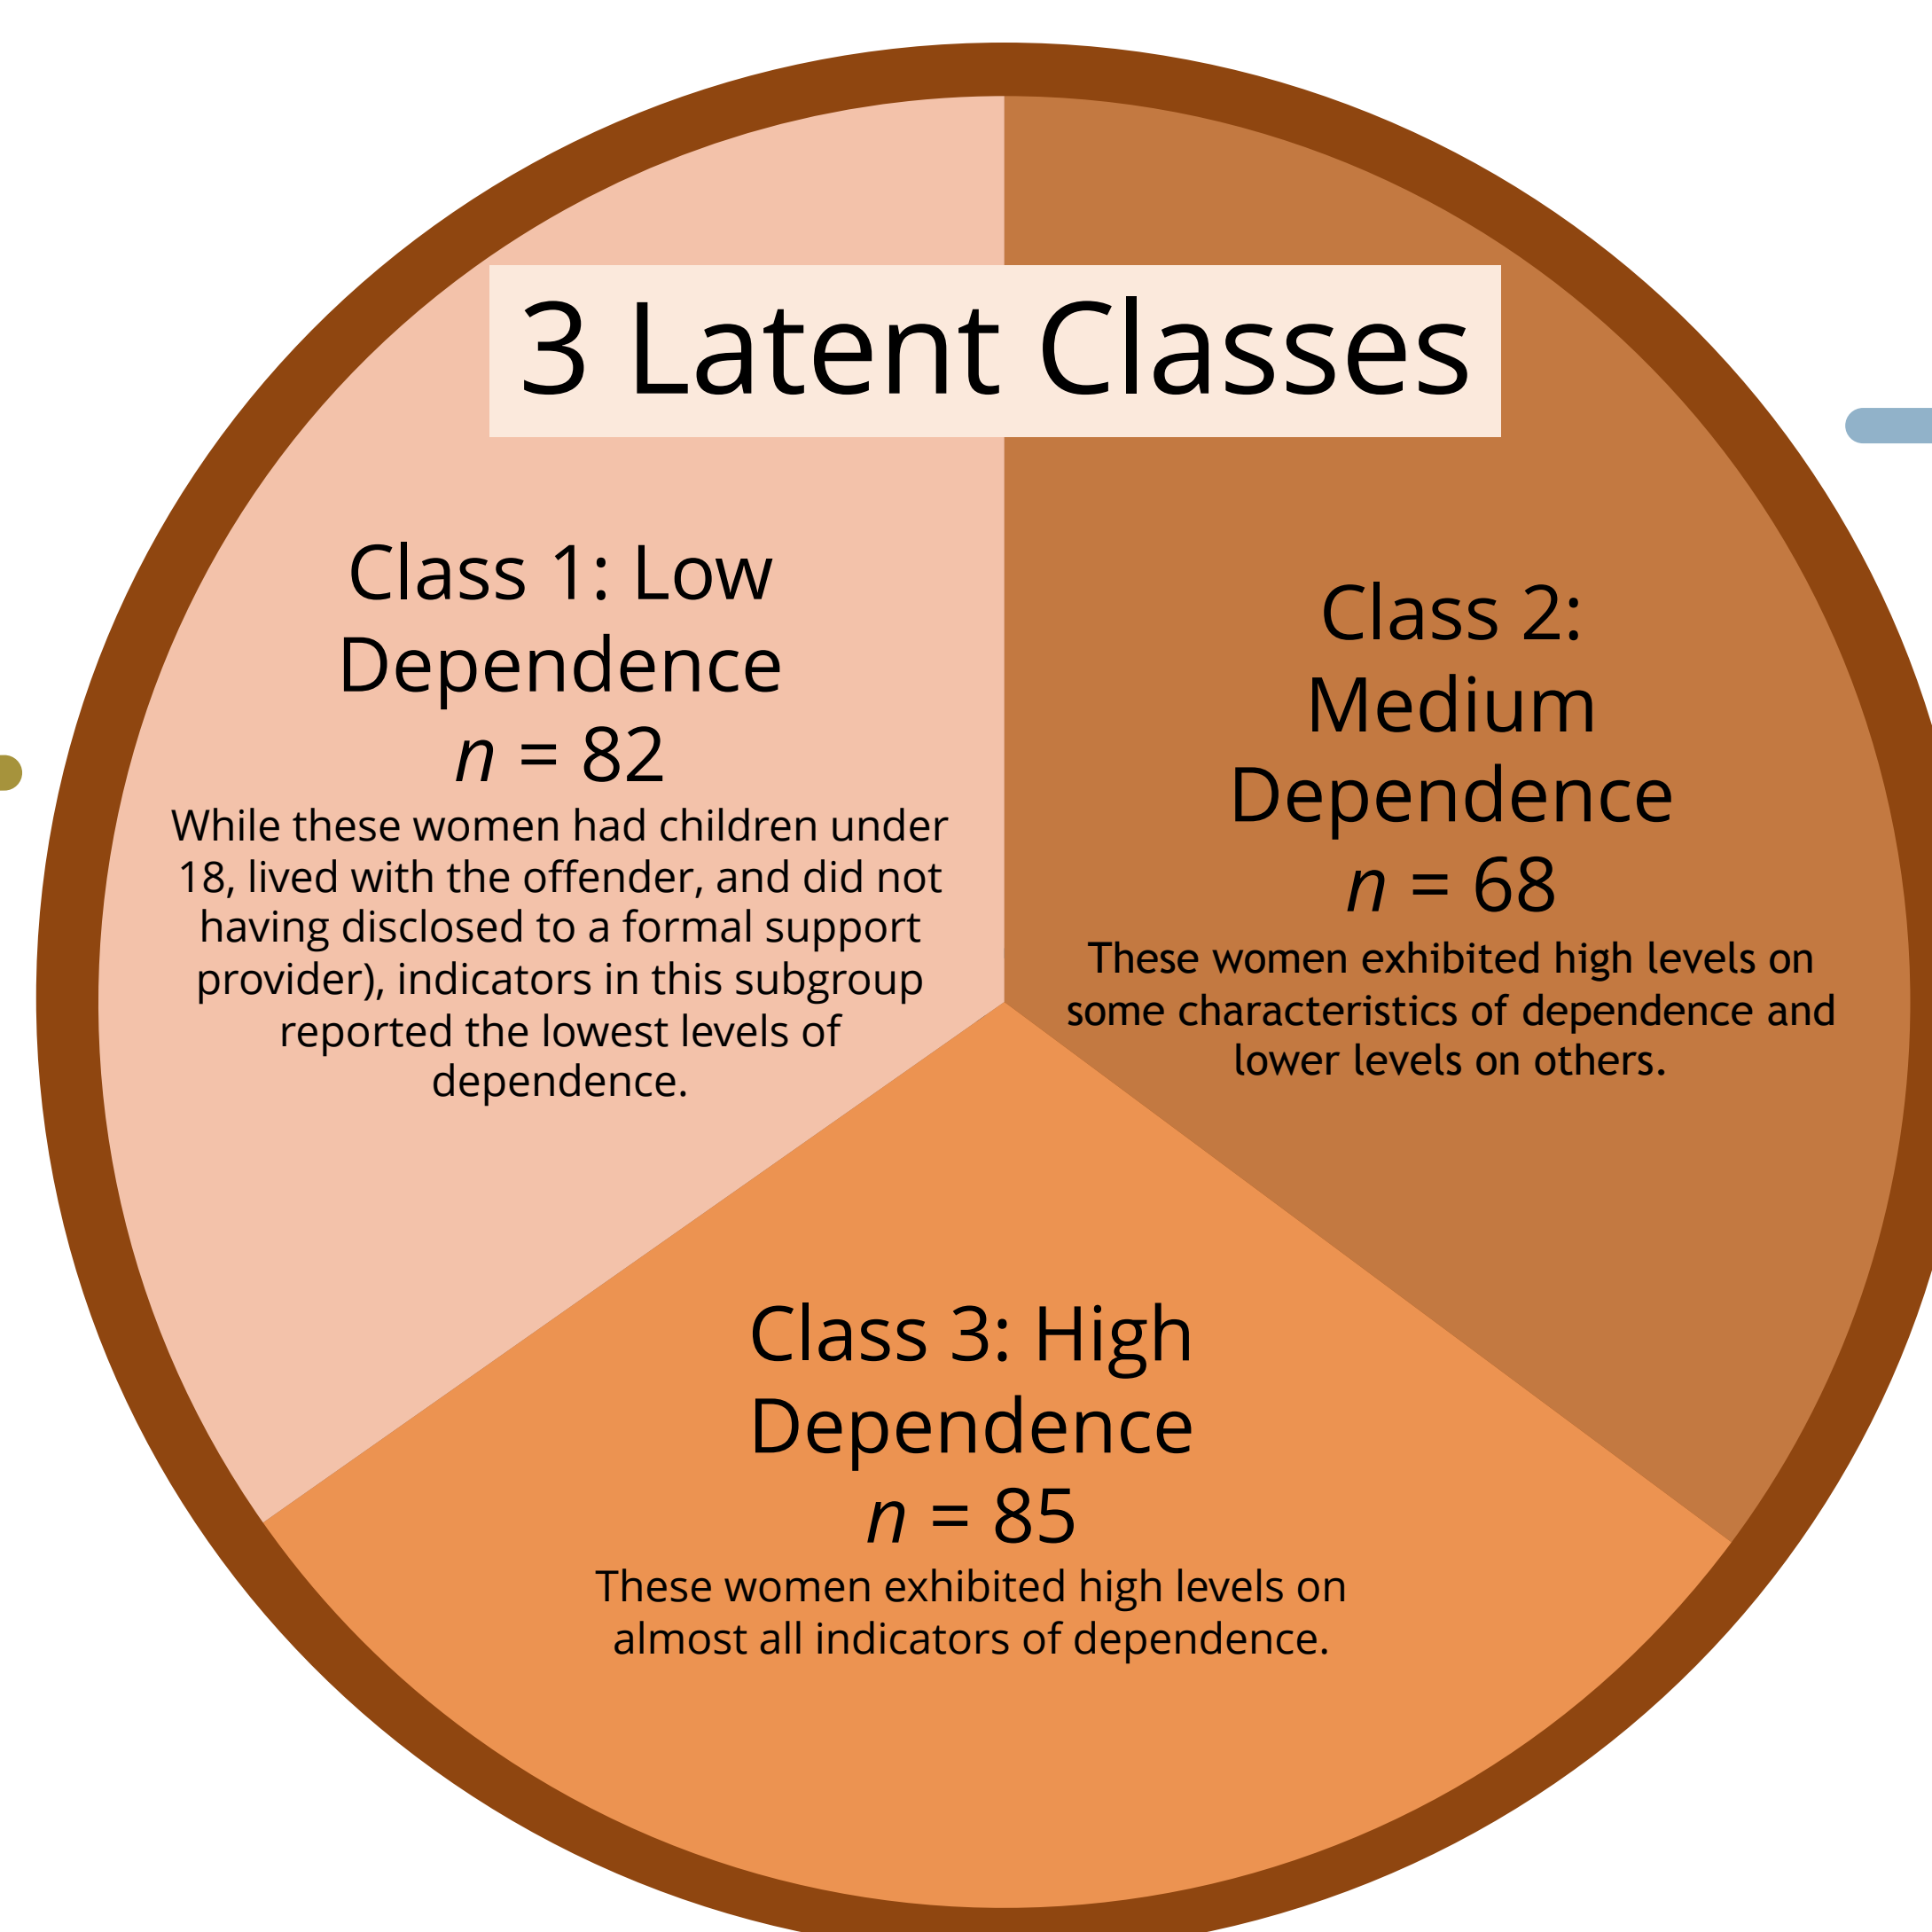 3 Latent Classes
Class 1: Low
Dependence
n = 82
While these women had children under
18, lived with the offender, and did not
having disclosed to a formal support
provider), indicators in this subgroup
reported the lowest levels of
dependence.
Class 2:
Medium
Dependence
n = 68
These women exhibited high levels on
some characteristics of dependence and
lower levels on others.
Class 3: High
Dependence
n = 85
These women exhibited high levels on
almost all indicators of dependence.